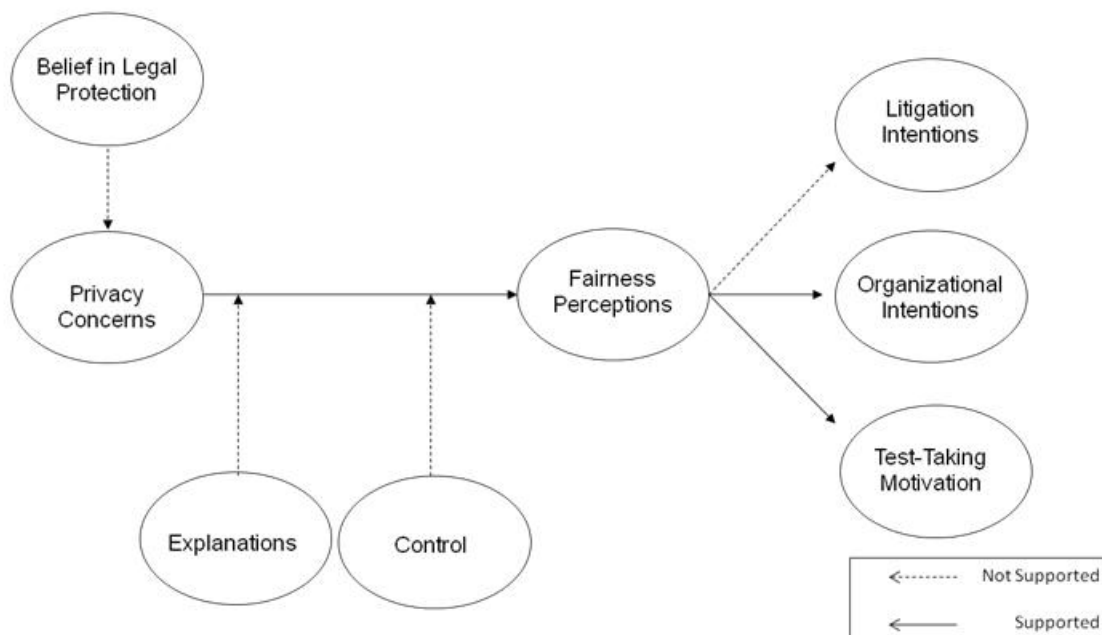 Belief in Legal
Protection
Litigation
Intentions
Privacy
Concerns
Fairness
Perceptions
Organizational
Intentions
Test-Taking
Motivation
Explanations
Control
Not Supported
Supported